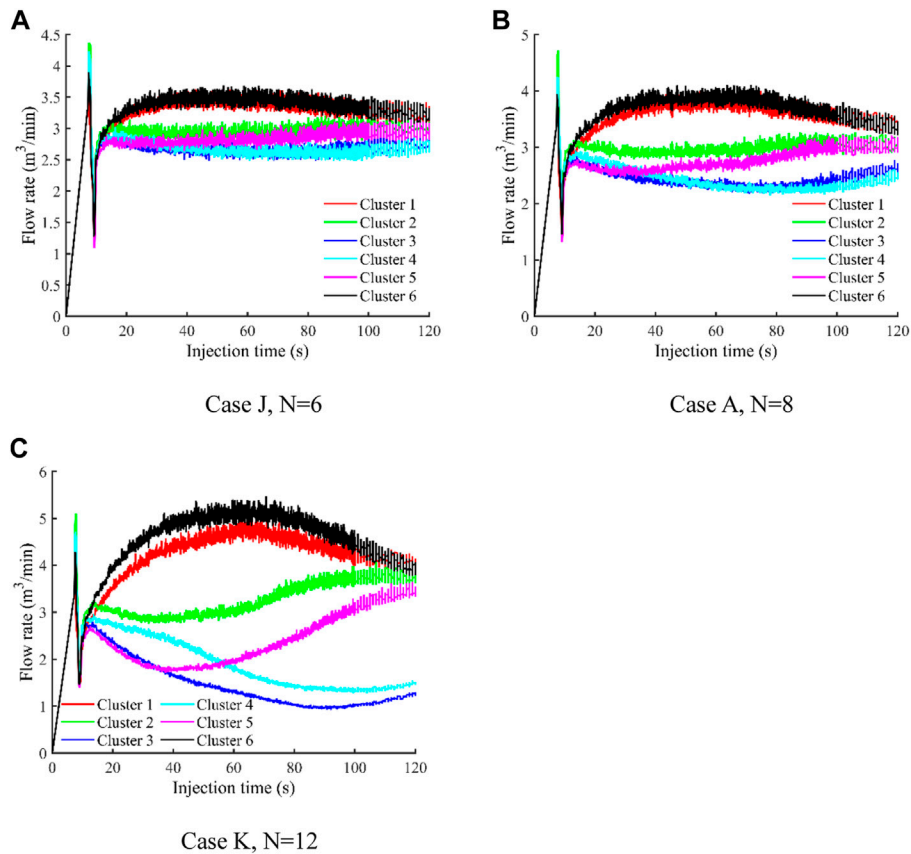 A
4.5
4
3.5
3
2.5
2
1.5
1
0.5
0
Flow rate (m³/min)
0 20 40 60 80 100 120
Injection time (s)
Cluster 1
Cluster 2
Cluster 3
Cluster 4
Cluster 5
Cluster 6
Case J, N=6
B
5
4
3
2
1
0
Flow rate (m³/min)
0 20 40 60 80 100 120
Injection time (s)
Cluster 1
Cluster 2
Cluster 3
Cluster 4
Cluster 5
Cluster 6
Case A, N=8
C
6
5
4
3
2
1
0
Flow rate (m³/min)
Cluster 1 Cluster 4
Cluster 2 Cluster 5
Cluster 3 Cluster 6
0 20 40 60 80 100 120
Injection time (s)
Case K, N=12